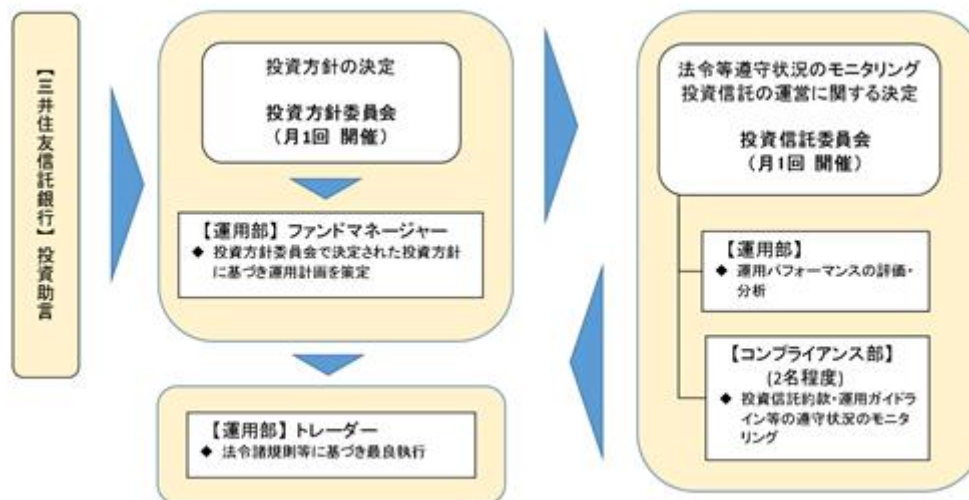 【三井住友信託銀行】投資助言
投資方針の決定
投資方針委員会
（月1回 開催）
【運用部】ファンドマネージャー
◆ 投資方針委員会で決定された投資方針
に基づき運用計画を策定
【運用部】トレーダー
◆ 法令諸規則等に基づき最良執行
法令等遵守状況のモニタリング
投資信託の運営に関する決定
投資信託委員会
（月1回 開催）
【運用部】
◆ 運用パフォーマンスの評価・
分析
【コンプライアンス部】
(2名程度)
◆ 投資信託約款・運用ガイドラ
イン等の遵守状況のモニタ
リング